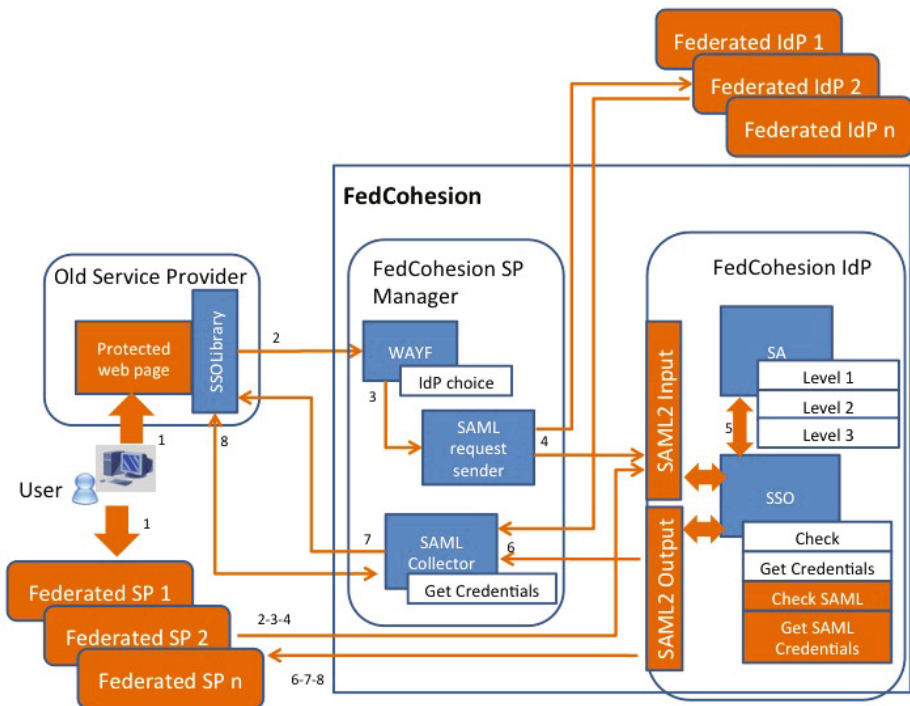 Federated IdP 1
Federated IdP 2
Federated IdP n
FedCohesion
Old Service Provider
Protected
web page
SSOLibrary
2
1
8
User
1
FedCohesion SP
Manager
WAYF
IdP choice
3
SAML
request
sender
4
7
SAML
Collector
Get Credentials
6
FedCohesion IdP
SAML2 Input
SAML2 Output
SA
Level 1
Level 2
Level 3
5
SSO
Check
Get Credentials
Check SAML
Get SAML
Credentials
Federated SP 1
Federated SP 2
Federated SP n
2-3-4
6-7-8